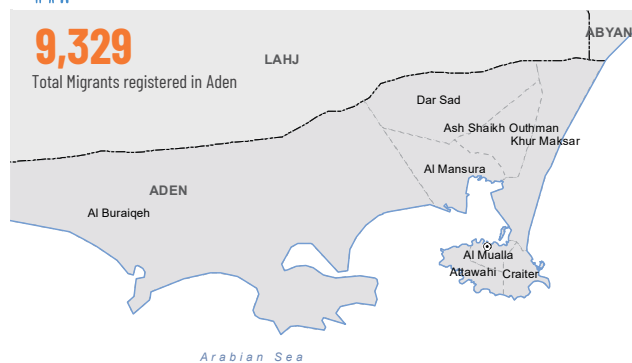 9,329
Total Migrants registered in Aden
ABYAN
LAHJ
Dar Sad
Ash Shaikh Outhman
Khur Maksar
Al Mansura
ADEN
Al Buraiqeh
Al Mualla
Attawahi
Craiter
Arabian Sea